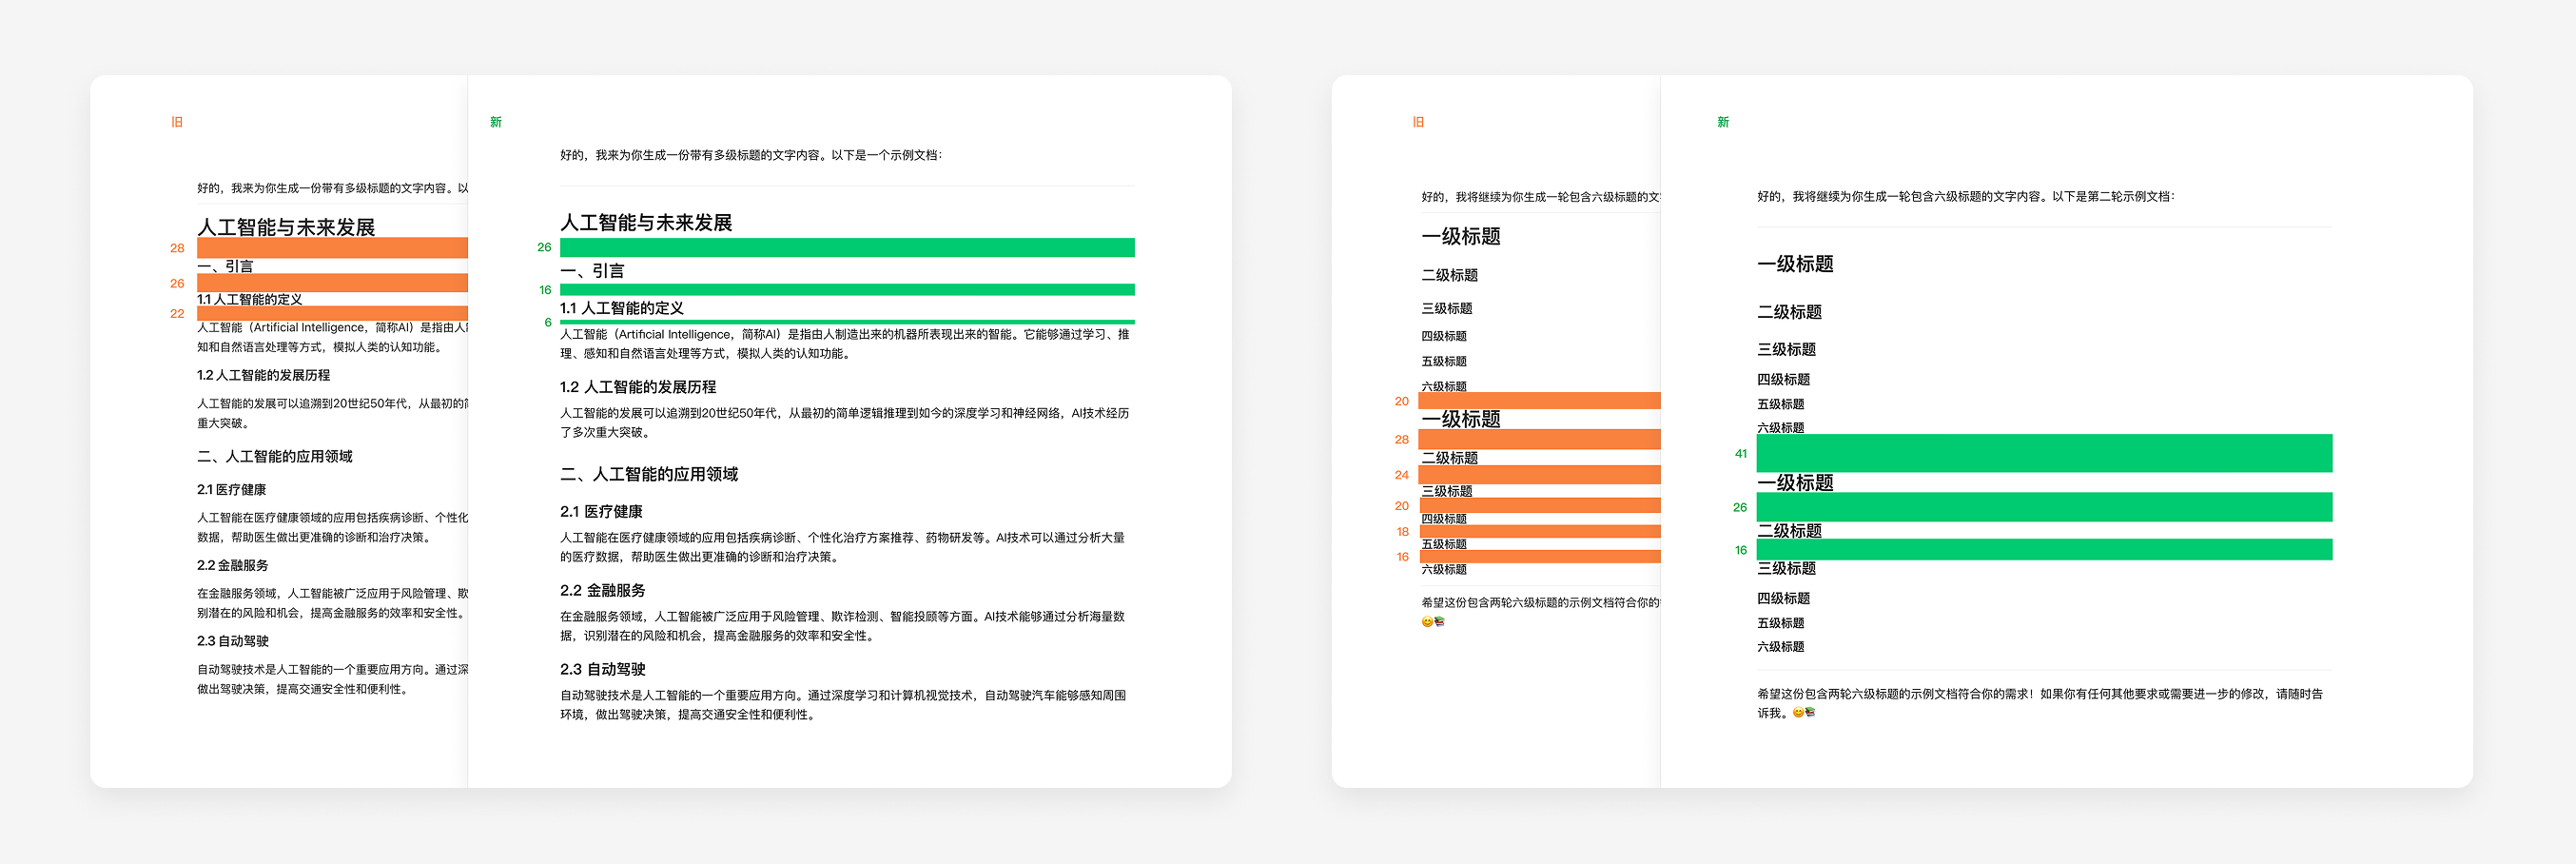 旧
好的，我来为你生成一份带有多级标题的文字内容。以
人工智能与未来发展
28
一、引言
26
1.1 人工智能的定义
22
人工智能（Artificial Intelligence，简称AI）是指由人
知和自然语言处理等方式，模拟人类的认知功能。
1.2 人工智能的发展历程
人工智能的发展可以追溯到20世纪50年代，从最初的
重大突破。
二、人工智能的应用领域
2.1 医疗健康
人工智能在医疗健康领域的应用包括疾病诊断、个性化
数据，帮助医生做出更准确的诊断和治疗决策。
2.2 金融服务
在金融服务领域，人工智能被广泛应用于风险管理、欺
别潜在的风险和机会，提高金融服务的效率和安全性。
2.3 自动驾驶
自动驾驶技术是人工智能的一个重要应用方向。通过深
做出驾驶决策，提高交通安全性和便利性。
新
好的，我来为你生成一份带有多级标题的文字内容。以下是一个示例文档：
人工智能与未来发展
26
一、引言
16
1.1 人工智能的定义
6
人工智能（Artificial Intelligence，简称AI）是指由人制造出来的机器所表现出来的智能。它能够通过学习、推
理、感知和自然语言处理等方式，模拟人类的认知功能。
1.2 人工智能的发展历程
人工智能的发展可以追溯到20世纪50年代，从最初的简单逻辑推理到如今的深度学习和神经网络，AI技术经历
了多次重大突破。
二、人工智能的应用领域
2.1 医疗健康
人工智能在医疗健康领域的应用包括疾病诊断、个性化治疗方案推荐、药物研发等。AI技术可以通过分析大量
的医疗数据，帮助医生做出更准确的诊断和治疗决策。
2.2 金融服务
在金融服务领域，人工智能被广泛应用于风险管理、欺诈检测、智能投顾等方面。AI技术能够通过分析海量数
据，识别潜在的风险和机会，提高金融服务的效率和安全性。
2.3 自动驾驶
自动驾驶技术是人工智能的一个重要应用方向。通过深度学习和计算机视觉技术，自动驾驶汽车能够感知周围
环境，做出驾驶决策，提高交通安全性和便利性。
旧
好的，我将继续为你生成一轮包含六级标题的文
一级标题
二级标题
三级标题
四级标题
五级标题
六级标题
20
一级标题
28
二级标题
24
三级标题
20
四级标题
18
五级标题
16
六级标题
希望这份包含两轮六级标题的示例文档符合你的
😊📚
新
好的，我将继续为你生成一轮包含六级标题的文字内容。以下是第二轮示例文档：
一级标题
二级标题
三级标题
四级标题
五级标题
六级标题
41
一级标题
26
二级标题
16
三级标题
四级标题
五级标题
六级标题
希望这份包含两轮六级标题的示例文档符合你的需求！如果你有任何其他要求或需要进一步的修改，请随时告
诉我。😊📚